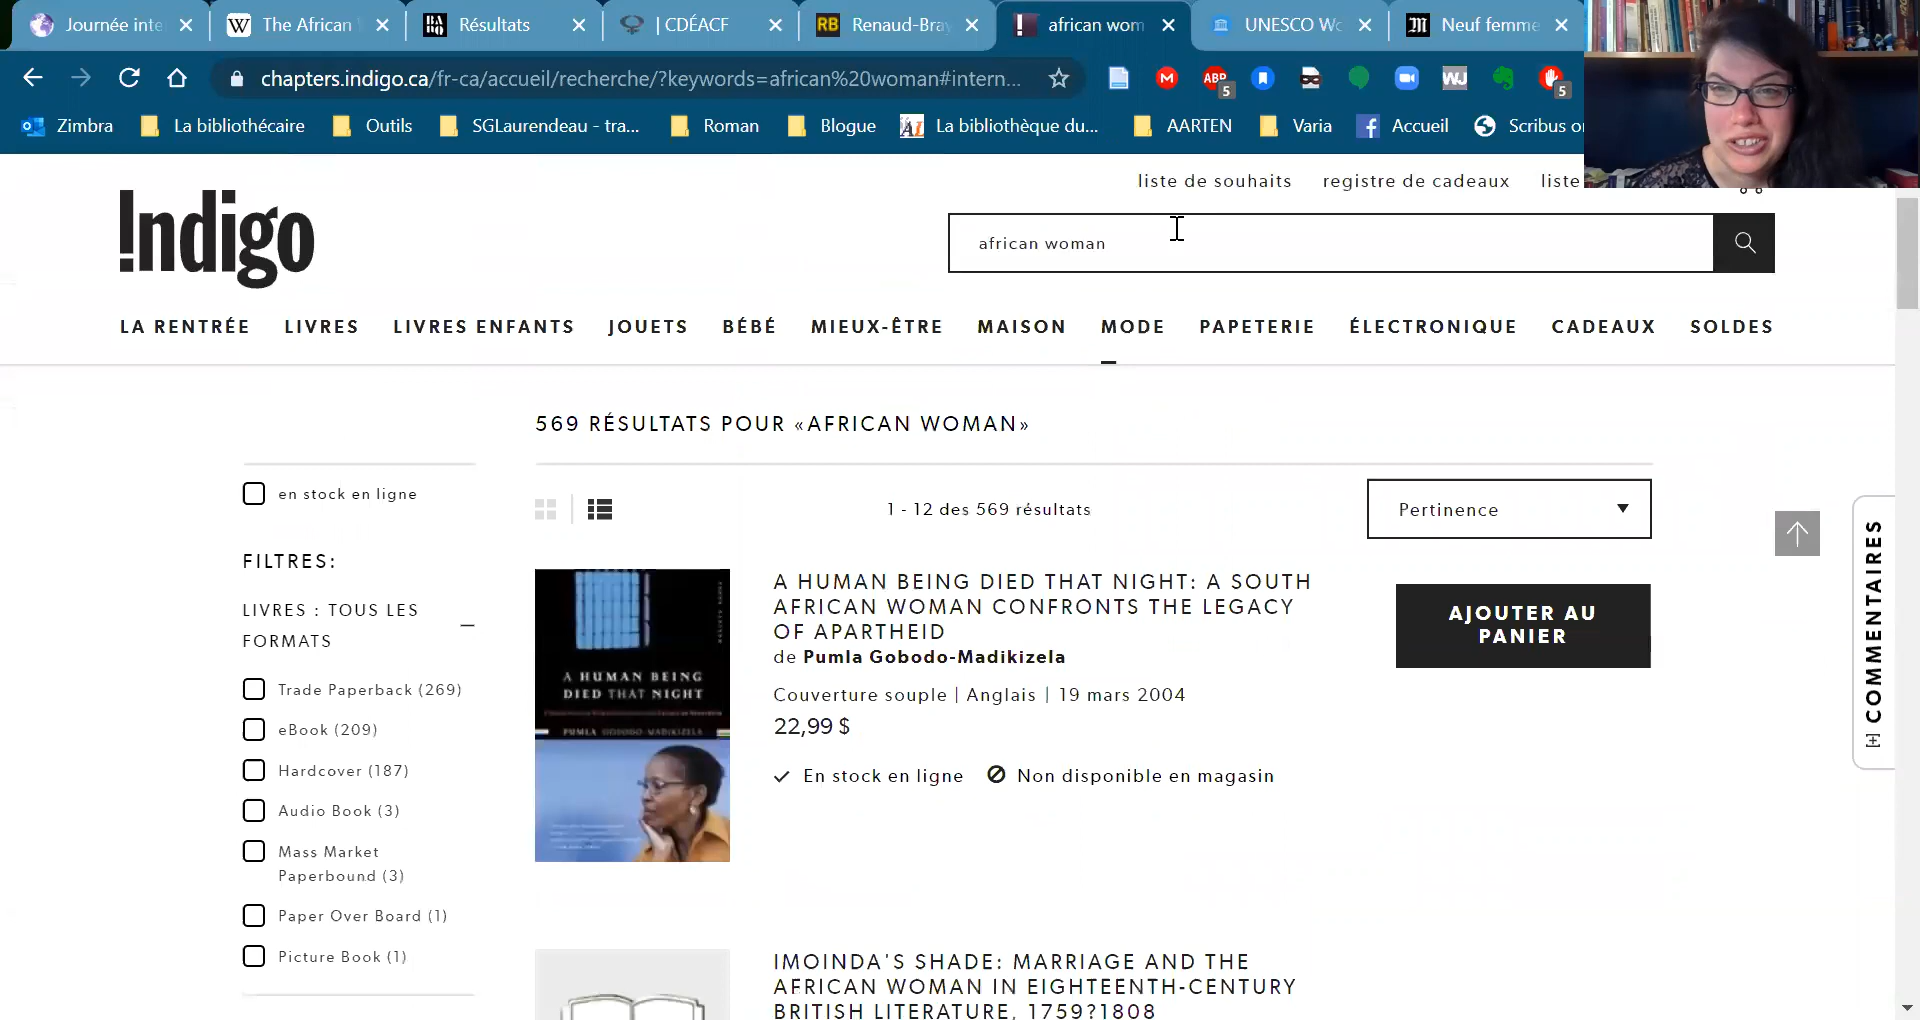 Journée inte
The African
Résultats
| CDÉACF
Renaud-Bray
african wom
UNESCO Wo
Neuf femme
chapters.indigo.ca/fr-ca/accueil/recherche/?keywords=african%20woman#intern...
Zimbra
La bibliothécaire
Outils
SGLaurendeau - tra...
Roman
Blogue
La bibliothèque du...
AARTEN
Varia
Accueil
Scribus on
liste de souhaits
registre de cadeaux
liste
Indigo
african woman
LA RENTRÉE
LIVRES
LIVRES ENFANTS
JOUETS
BÉBÉ
MIEUX-ÊTRE
MAISON
MODE
PAPETERIE
ÉLECTRONIQUE
CADEAUX
SOLDES
569 RÉSULTATS POUR «AFRICAN WOMAN»
en stock en ligne
1 - 12 des 569 résultats
Pertinence
FILTRES:
LIVRES : TOUS LES
FORMATS
Trade Paperback (269)
eBook (209)
Hardcover (187)
Audio Book (3)
Mass Market
Paperbound (3)
Paper Over Board (1)
Picture Book (1)
A HUMAN BEING
DIED THAT NIGHT
PUMLA GOBODO-MADIKIZELA
A HUMAN BEING DIED THAT NIGHT: A SOUTH
AFRICAN WOMAN CONFRONTS THE LEGACY
OF APARTHEID
de Pumla Gobodo-Madikizela
Couverture souple | Anglais | 19 mars 2004
22,99 $
En stock en ligne
Non disponible en magasin
AJOUTER AU
PANIER
[+] COMMENTAIRES
IMOINDA'S SHADE: MARRIAGE AND THE
AFRICAN WOMAN IN EIGHTEENTH-CENTURY
BRITISH LITERATURE, 1759?1808